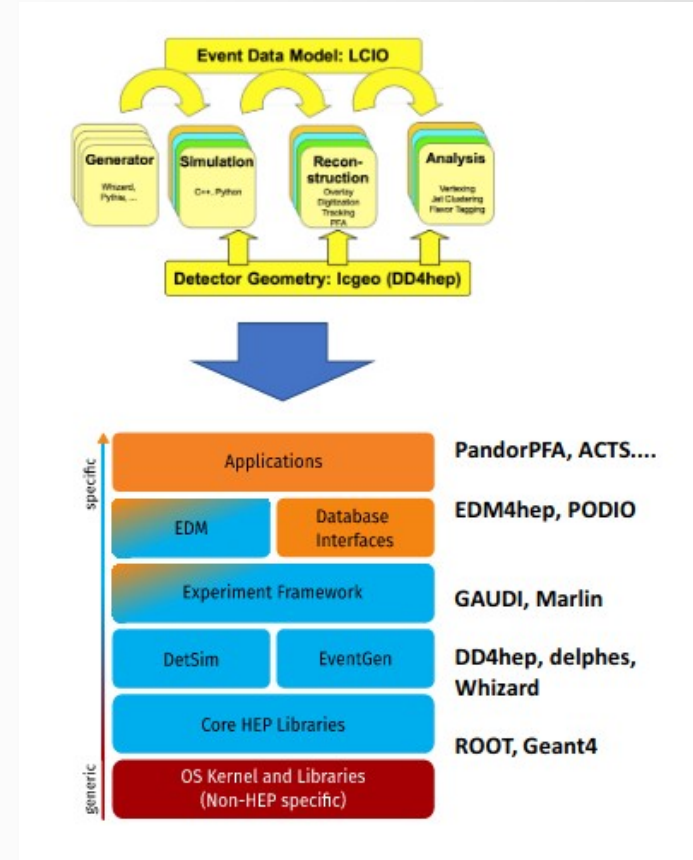 Event Data Model: LCIO
Generator
Whizard,
Pythia, ...
Simulation
C++, Python
Recon-
struction
Overlay
Digitization
Tracking
PFA
Analysis
Vertexing
Jet Clustering
Flavor Tagging
Detector Geometry: lcgeo (DD4hep)
specific
Applications
PandorPFA, ACTS....
EDM
Database
Interfaces
EDM4hep, PODIO
Experiment Framework
GAUDI, Marlin
DetSim
EventGen
DD4hep, delphes,
Whizard
Core HEP Libraries
ROOT, Geant4
generic
OS Kernel and Libraries
(Non-HEP specific)